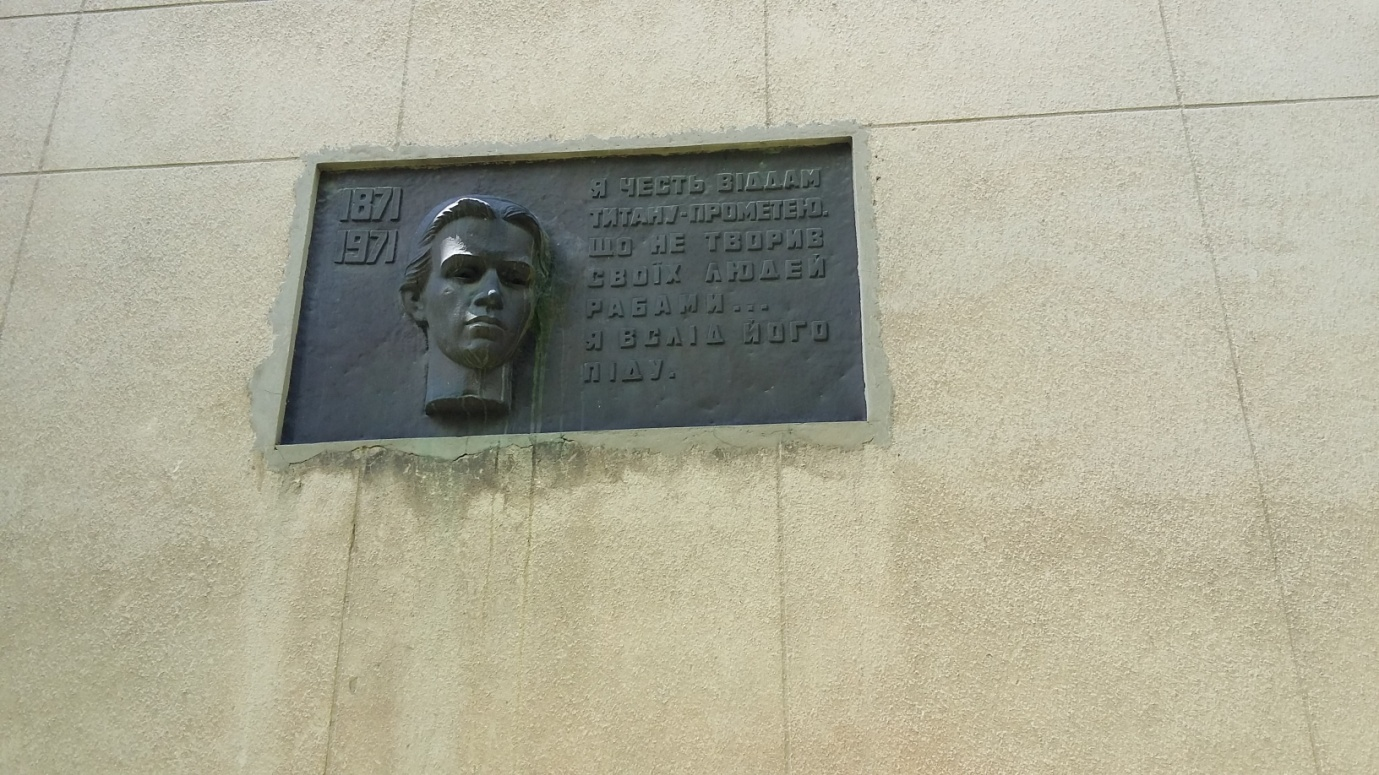 1871
1971
Я ЧЕСТЬ ВІДДАМ
ТИТАНУ-ПРОМЕТЕЮ.
ЩО НЕ ТВОРИВ
СВОЇХ ЛЮДЕЙ
РАБАМИ...
Я ВСЛІД ЙОГО
ПІДУ.